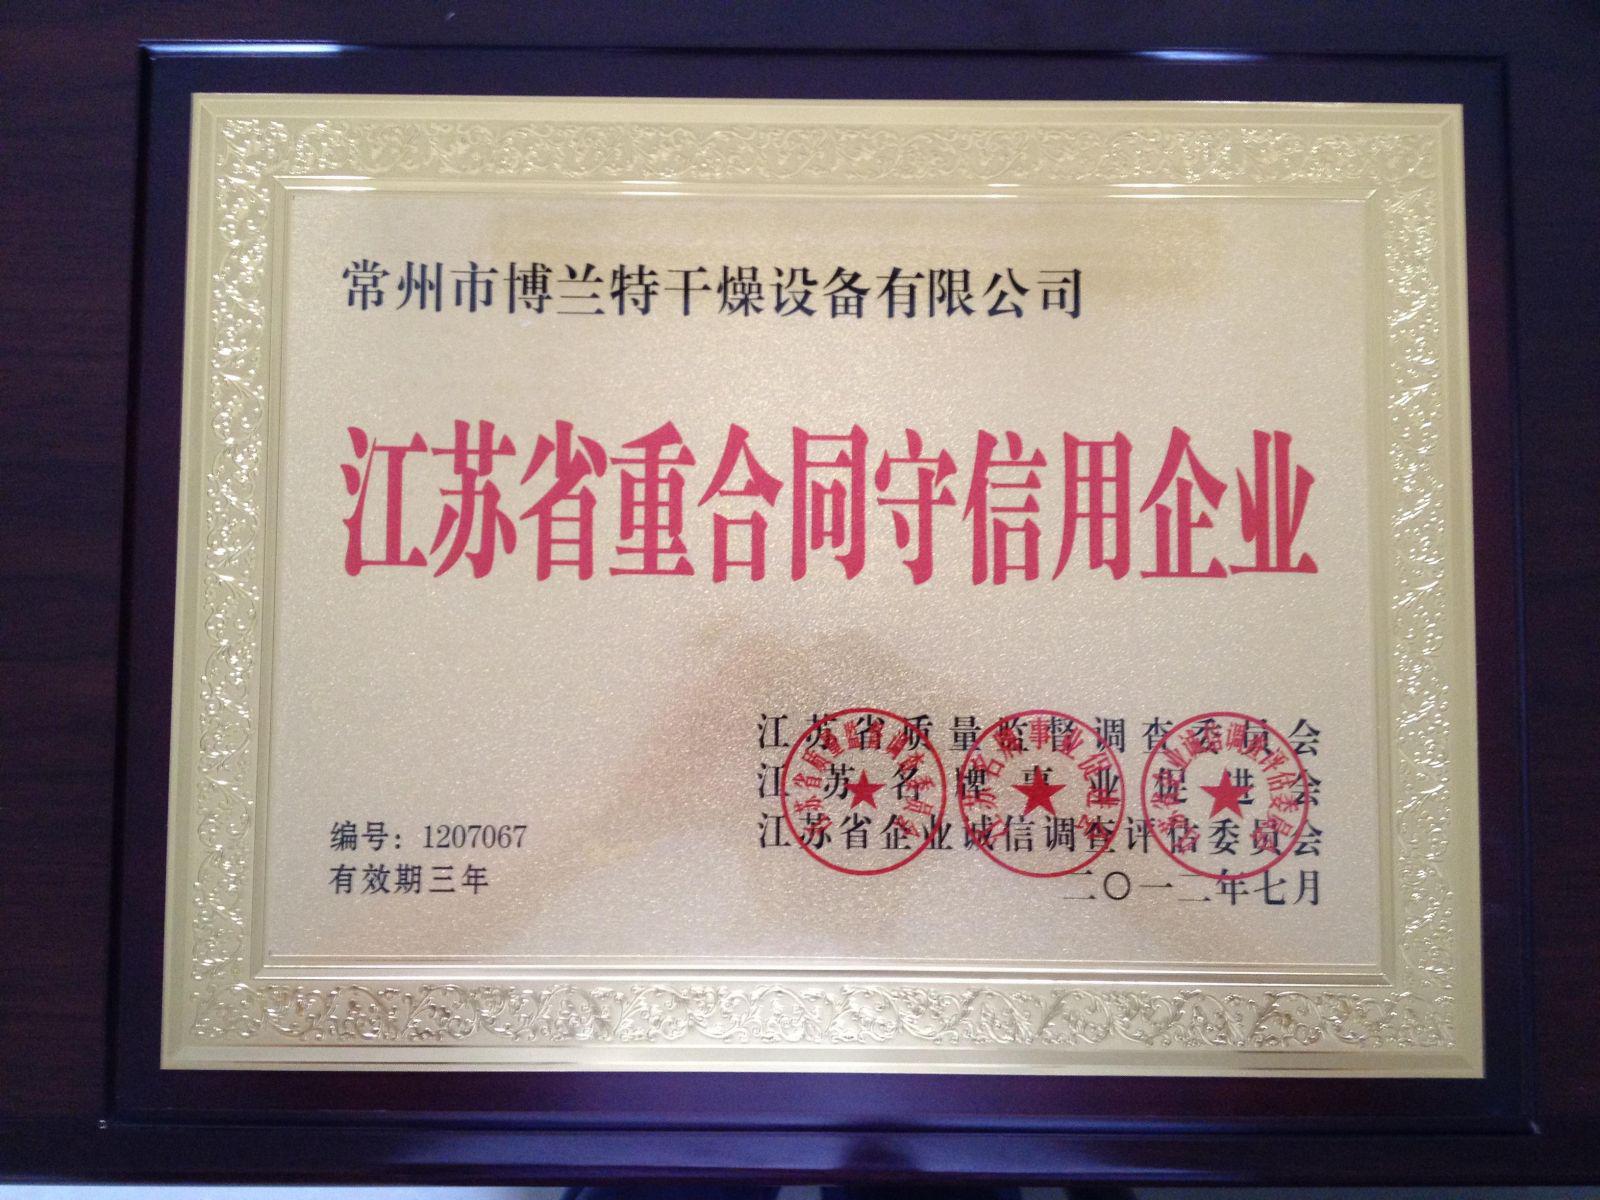 常州市博兰特干燥设备有限公司
江苏省重合同守信用企业
江苏省质量监督调查委员会
江苏名牌事业促进会
江苏省企业诚信调查评估委员会
二〇一二年七月
编号：1207067
有效期三年